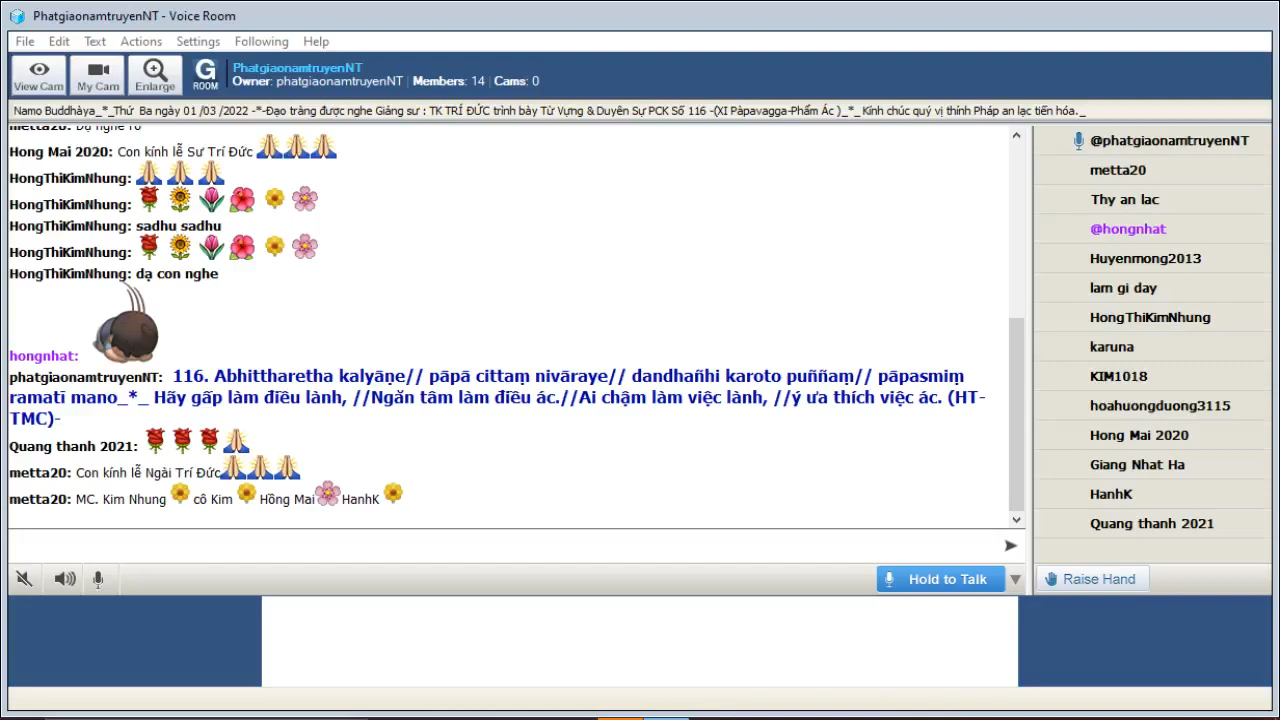 PhatgiaonamtruyenNT - Voice Room
File Edit Text Actions Settings Following Help
View Cam
My Cam
Enlarge
G ROOM
PhatgiaonamtruyenNT
Owner: phatgiaonamtruyenNT | Members: 14 | Cams: 0
Namo Buddhàya_*_Thứ Ba ngày 01 /03 /2022 -*-Đạo tràng được nghe Giảng sư : TK TRÍ ĐỨC trình bày Từ Vựng & Duyên Sự PCK Số 116 -(XI Pàpavagga-Phẩm Ác )_*_Kính chúc quý vị thính Pháp an lạc tiến hóa._
metta20: Dạ nghe rõ
Hong Mai 2020: Con kính lễ Sư Trí Đức
HongThiKimNhung:
HongThiKimNhung:
HongThiKimNhung: sadhu sadhu
HongThiKimNhung:
HongThiKimNhung: dạ con nghe
hongnhat:
phatgiaonamtruyenNT: 116. Abhittharetha kalyāṇe// pāpā cittaṃ nivāraye// dandhañhi karoto puññaṃ// pāpasmiṃ
ramatī mano_*_ Hãy gấp làm điều lành, //Ngăn tâm làm điều ác.//Ai chậm làm việc lành, //ý ưa thích việc ác. (HT-
TMC)-
Quang thanh 2021:
metta20: Con kính lễ Ngài Trí Đức
metta20: MC. Kim Nhung cô Kim Hồng Mai HanhK
@phatgiaonamtruyenNT
metta20
Thy an lac
@hongnhat
Huyenmong2013
lam gi day
HongThiKimNhung
karuna
KIM1018
hoahuongduong3115
Hong Mai 2020
Giang Nhat Ha
HanhK
Quang thanh 2021
Hold to Talk
Raise Hand